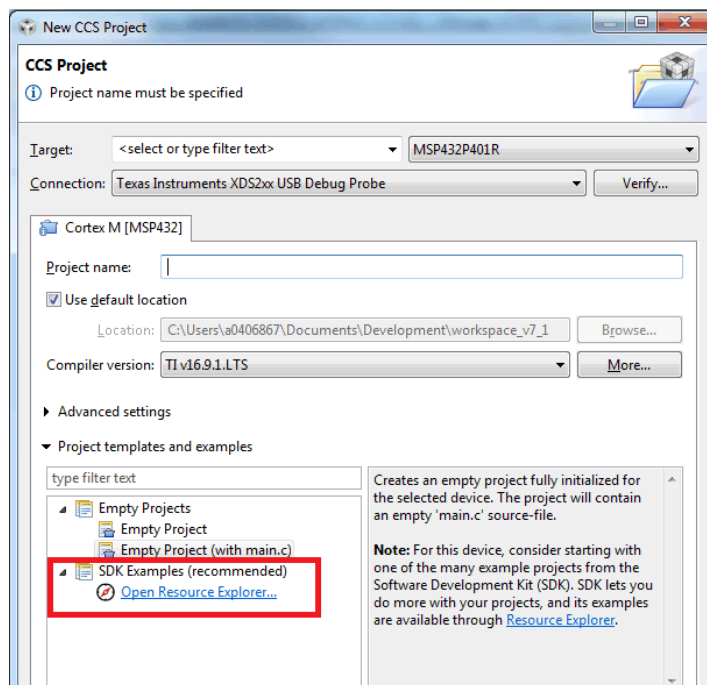 New CCS Project
CCS Project
Project name must be specified
Target: <select or type filter text> MSP432P401R
Connection: Texas Instruments XDS2xx USB Debug Probe Verify...
Cortex M [MSP432]
Project name:
Use default location
Location: C:\Users\a0406867\Documents\Development\workspace_v7_1 Browse...
Compiler version: TI v16.9.1.LTS More...
Advanced settings
Project templates and examples
type filter text
Empty Projects
Empty Project
Empty Project (with main.c)
SDK Examples (recommended)
Open Resource Explorer...
Creates an empty project fully initialized for
the selected device. The project will contain
an empty 'main.c' source-file.
Note: For this device, consider starting with
one of the many example projects from the
Software Development Kit (SDK). SDK lets you
do more with your projects, and its examples
are available through Resource Explorer.